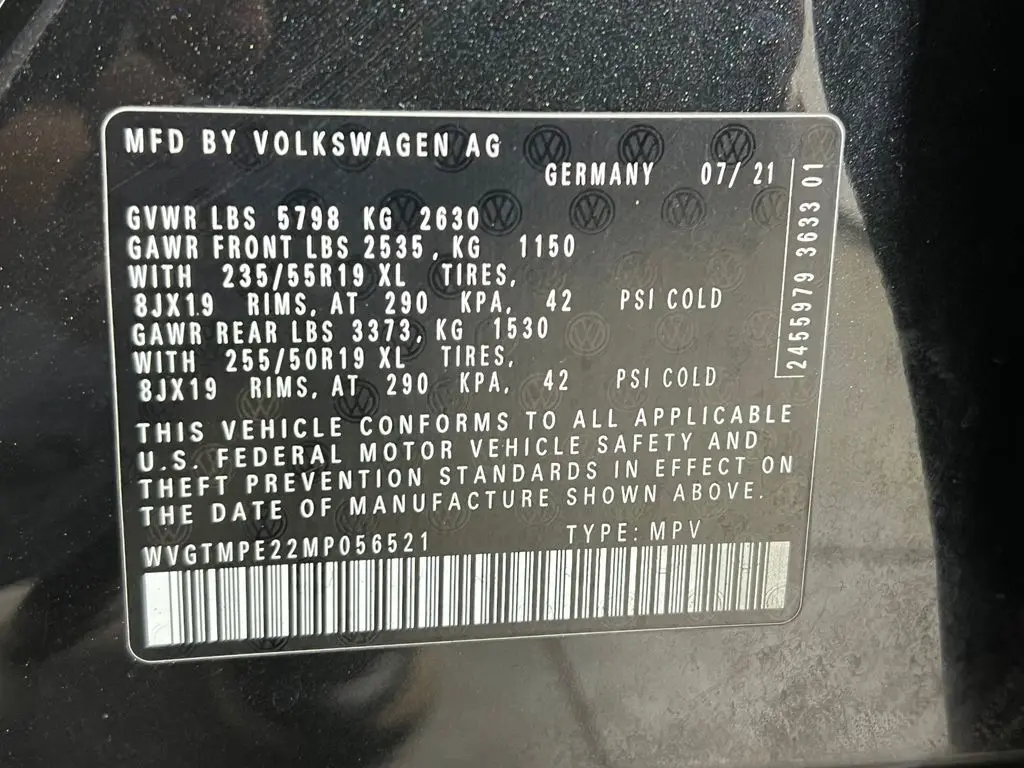 MFD BY VOLKSWAGEN AG
GERMANY 07/ 21
GVWR LBS 5798 KG 2630
GAWR FRONT LBS 2535, KG 1150
WITH 235/55R19 XL TIRES,
8JX19 RIMS, AT 290 KPA, 42 PSI COLD
GAWR REAR LBS 3373, KG 1530
WITH 255/50R19 XL TIRES,
8JX19 RIMS, AT 290 KPA, 42 PSI COLD
THIS VEHICLE CONFORMS TO ALL APPLICABLE
U.S. FEDERAL MOTOR VEHICLE SAFETY AND
THEFT PREVENTION STANDARDS IN EFFECT ON
THE DATE OF MANUFACTURE SHOWN ABOVE.
WVGTMPE22MP056521 TYPE: MPV
2455979 3633 01